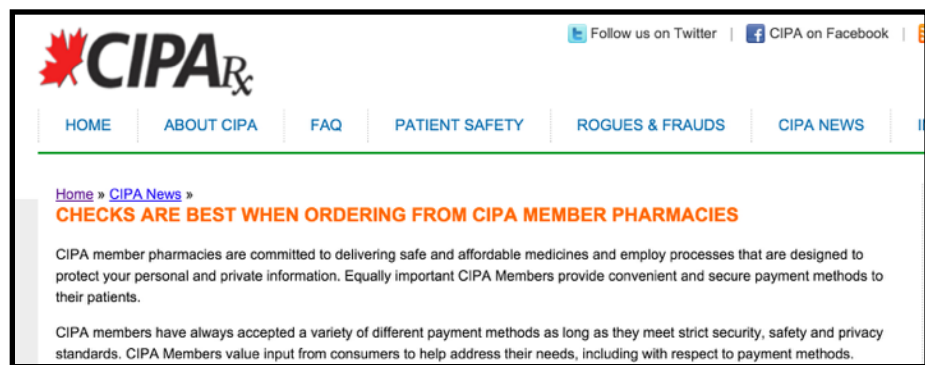 CIPARx
Follow us on Twitter | CIPA on Facebook |
HOME ABOUT CIPA FAQ PATIENT SAFETY ROGUES & FRAUDS CIPA NEWS
Home » CIPA News »
CHECKS ARE BEST WHEN ORDERING FROM CIPA MEMBER PHARMACIES
CIPA member pharmacies are committed to delivering safe and affordable medicines and employ processes that are designed to
protect your personal and private information. Equally important CIPA Members provide convenient and secure payment methods to
their patients.
CIPA members have always accepted a variety of different payment methods as long as they meet strict security, safety and privacy
standards. CIPA Members value input from consumers to help address their needs, including with respect to payment methods.